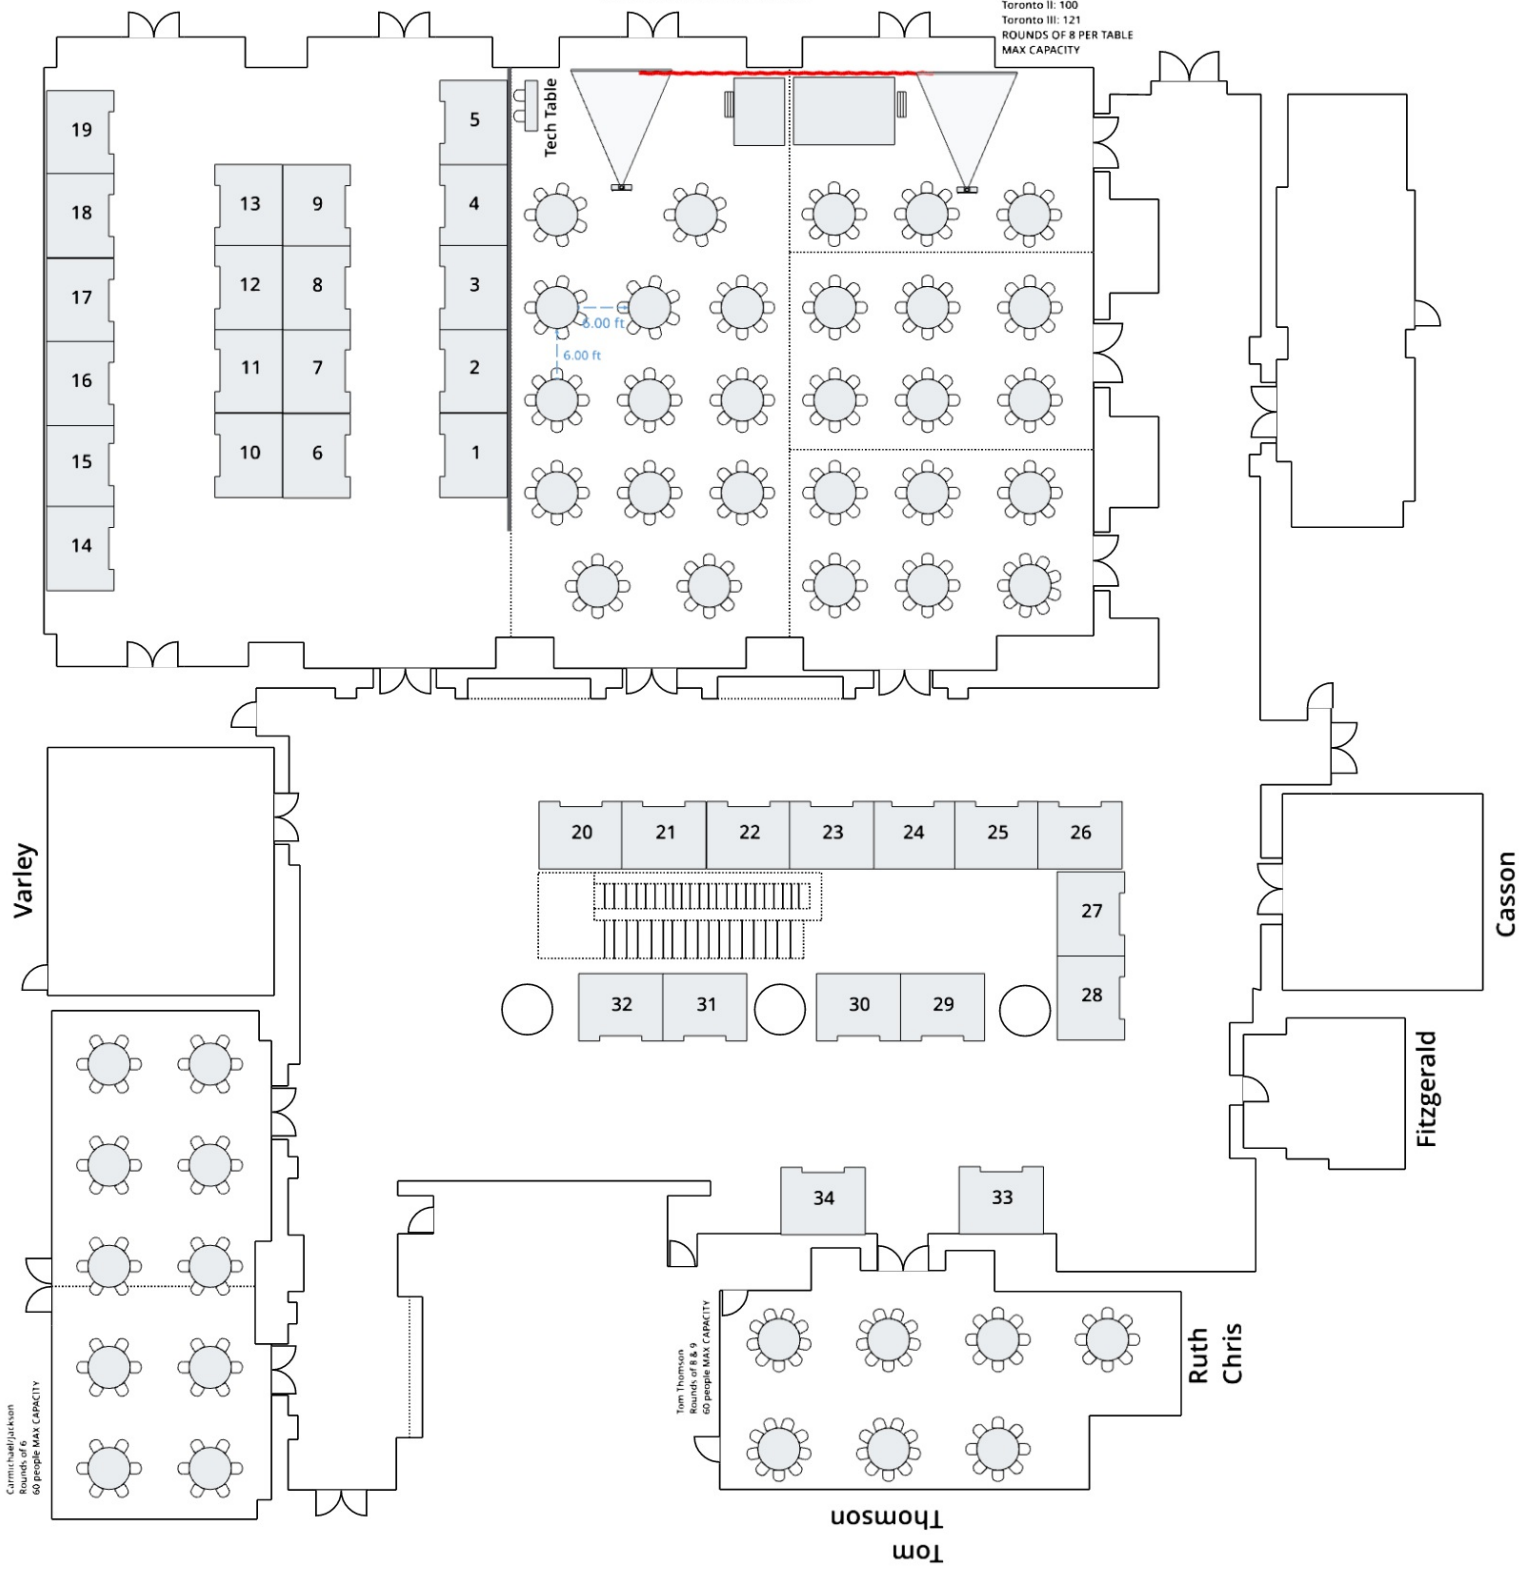 Toronto II: 100
Toronto III: 121
ROUNDS OF 8 PER TABLE
MAX CAPACITY
Tech Table
5
19
4
18
13
9
3
17
12
8
6.00 ft
6.00 ft
2
16
11
7
1
15
10
6
14
20
21
22
23
24
25
26
Varley
27
Casson
28
32
31
30
29
Fitzgerald
34
33
Carmichael/Jackson
Rounds of 6
60 people MAX CAPACITY
Tom Thomson
Rounds of 8 & 9
60 people MAX CAPACITY
Ruth
Chris
Tom
Thomson